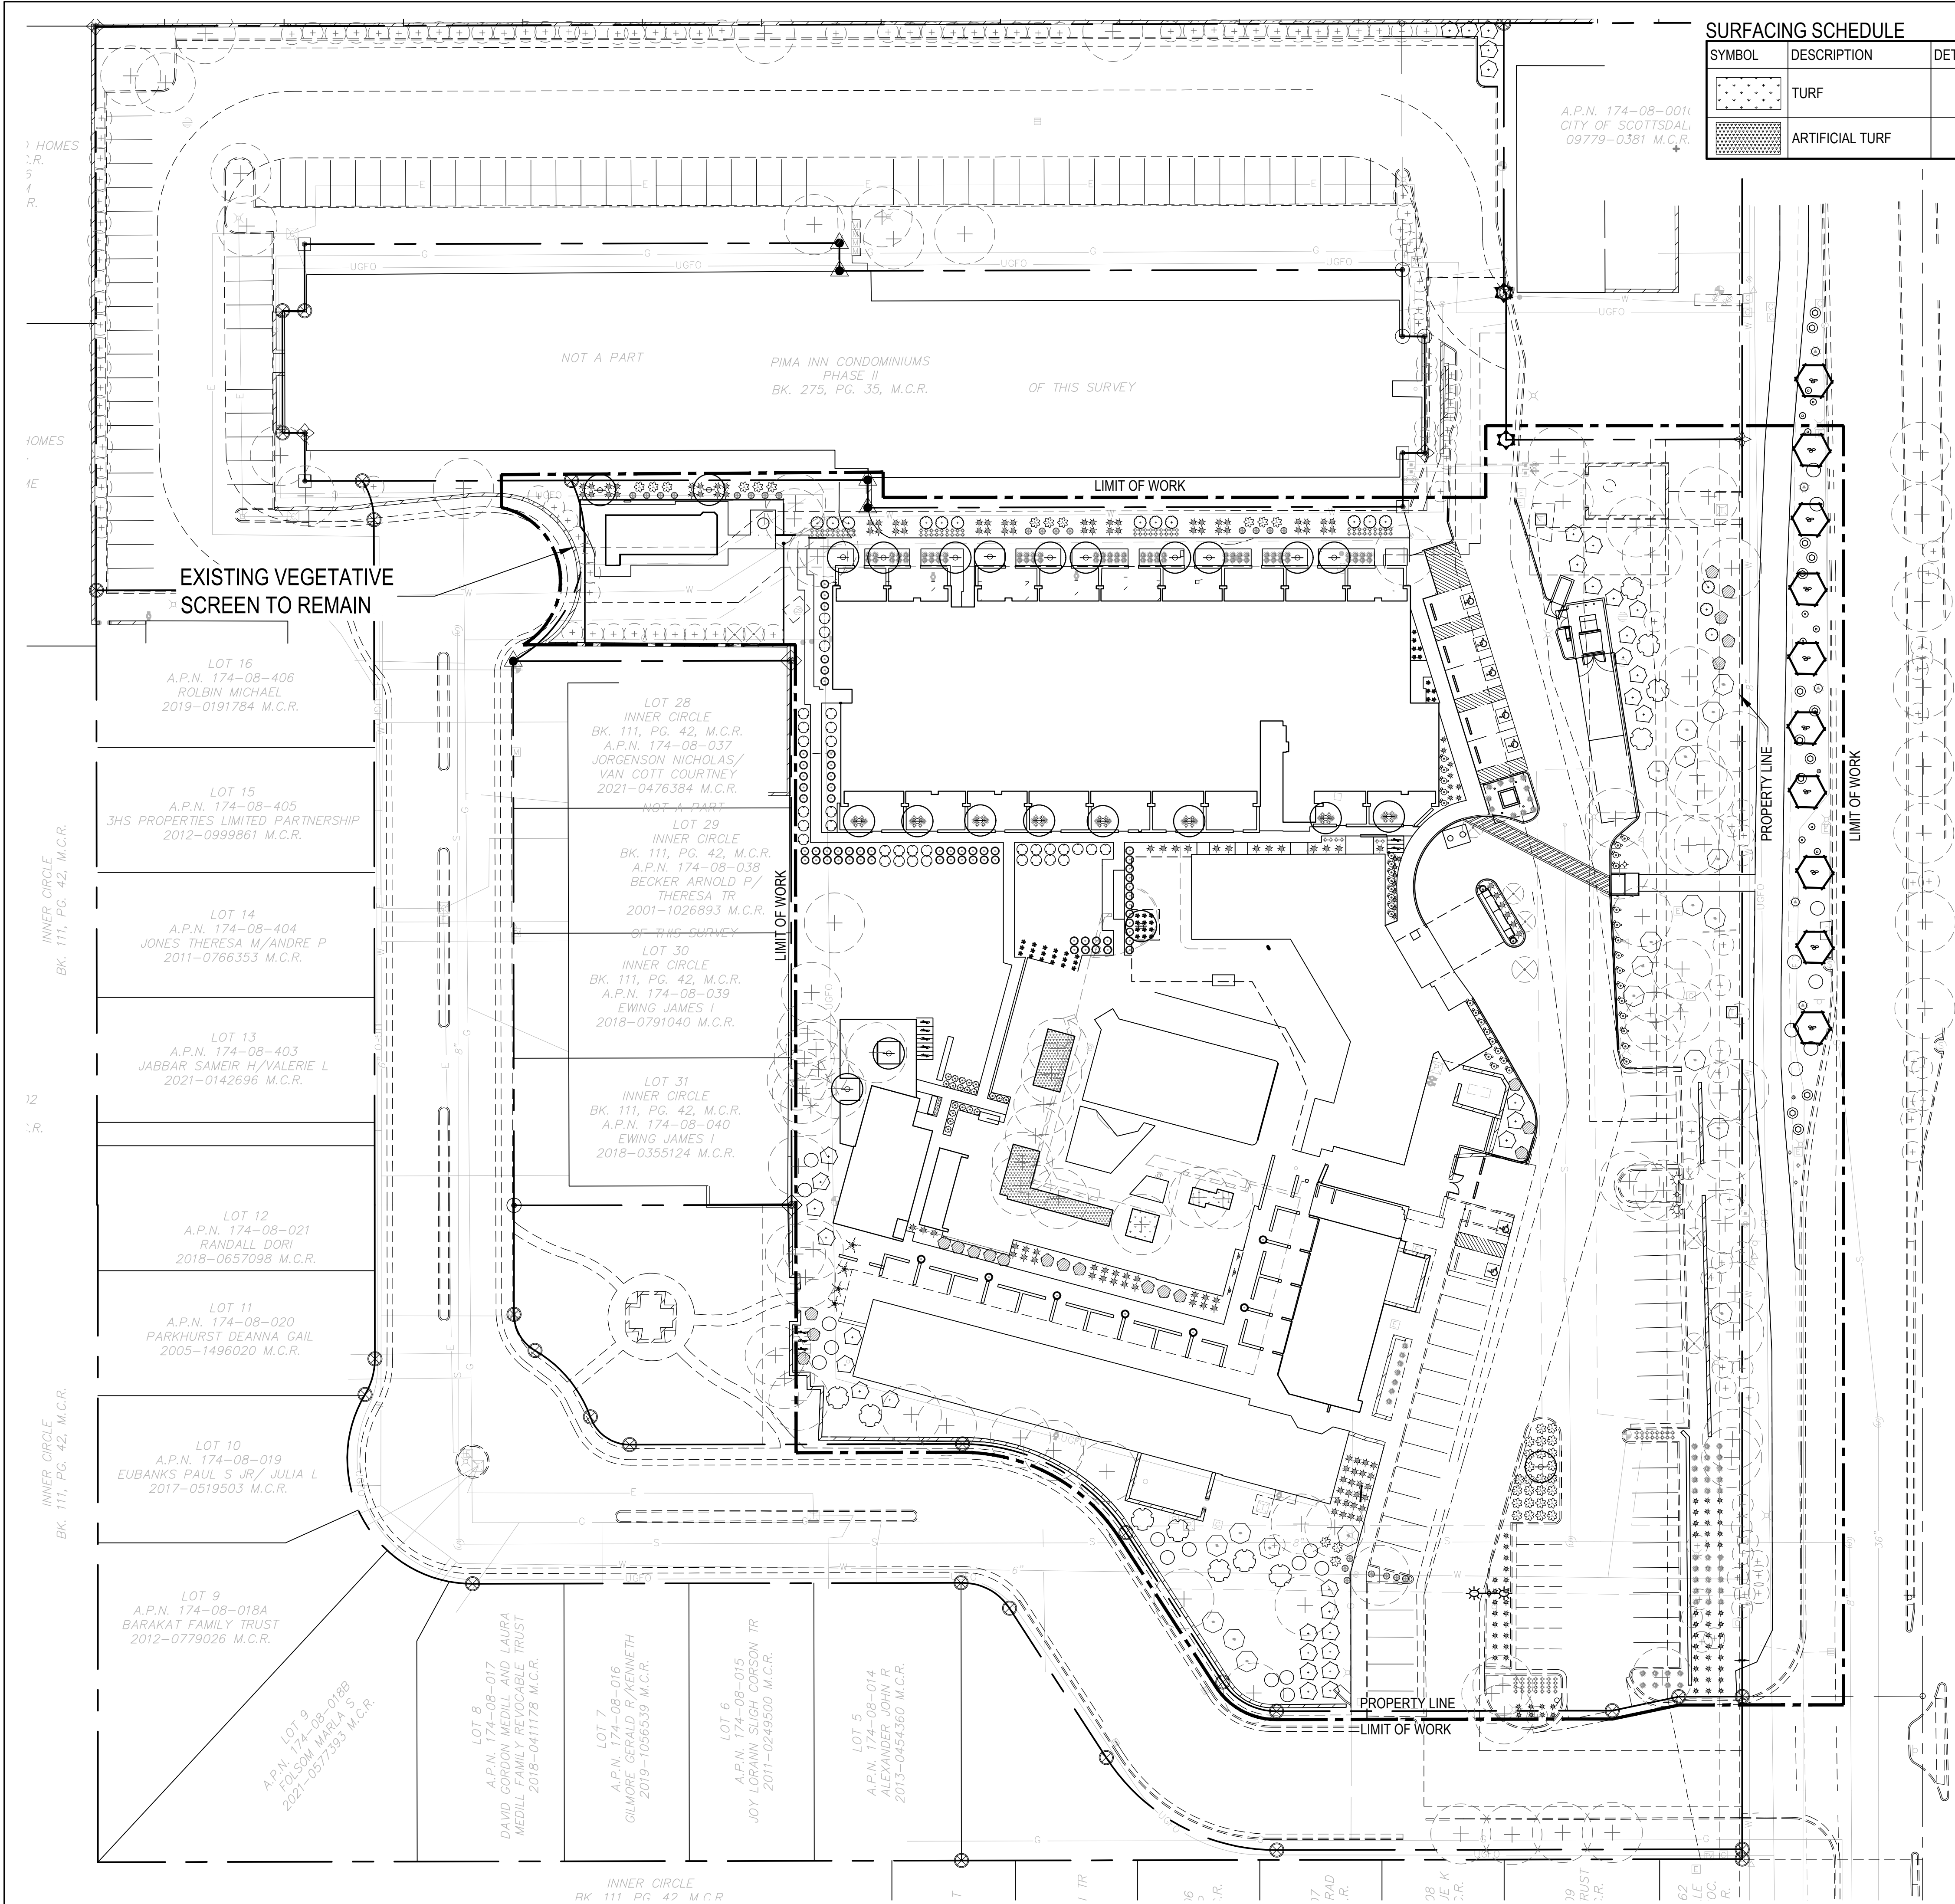 SURFACING SCHEDULE
SYMBOL DESCRIPTION DET
TURF
ARTIFICIAL TURF
A.P.N. 174-08-001
CITY OF SCOTTSDAL
09779-0381 M.C.R.
HOMES
C.R.
R.
HOMES
ME
UGFO
NOT A PART
PIMA INN CONDOMINIUMS
PHASE II
BK. 275, PG. 35, M.C.R.
OF THIS SURVEY
LIMIT OF WORK
EXISTING VEGETATIVE
SCREEN TO REMAIN
LOT 16
A.P.N. 174-08-406
ROLBIN MICHAEL
2019-0191784 M.C.R.
LOT 15
A.P.N. 174-08-405
3HS PROPERTIES LIMITED PARTNERSHIP
2012-0999861 M.C.R.
LOT 14
A.P.N. 174-08-404
JONES THERESA M/ANDRE P
2011-0766353 M.C.R.
LOT 13
A.P.N. 174-08-403
JABBAR SAMEIR H/VALERIE L
2021-0142696 M.C.R.
LOT 12
A.P.N. 174-08-021
RANDALL DORI
2018-0657098 M.C.R.
LOT 11
A.P.N. 174-08-020
PARKHURST DEANNA GAIL
2005-1496020 M.C.R.
LOT 10
A.P.N. 174-08-019
EUBANKS PAUL S JR/ JULIA L
2017-0519503 M.C.R.
LOT 9
A.P.N. 174-08-018A
BARAKAT FAMILY TRUST
2012-0779026 M.C.R.
INNER CIRCLE
BK. 111, PG. 42, M.C.R.
INNER CIRCLE
BK. 111, PG. 42, M.C.R.
LOT 28
INNER CIRCLE
BK. 111, PG. 42, M.C.R.
A.P.N. 174-08-037
JORGENSON NICHOLAS/
VAN COTT COURTNEY
2021-0476384 M.C.R.
NOT A PART
LOT 29
INNER CIRCLE
BK. 111, PG. 42, M.C.R.
A.P.N. 174-08-038
BECKER ARNOLD P/
THERESA TR
2001-1026893 M.C.R.
OF THIS SURVEY
LOT 30
INNER CIRCLE
BK. 111, PG. 42, M.C.R.
A.P.N. 174-08-039
EWING JAMES I
2018-0791040 M.C.R.
LOT 31
INNER CIRCLE
BK. 111, PG. 42, M.C.R.
A.P.N. 174-08-040
EWING JAMES I
2018-0355124 M.C.R.
LIMIT OF WORK
PROPERTY LINE
LIMIT OF WORK
LOT 9
A.P.N. 174-08-018B
FOLSOM MARLA S
2021-0577393 M.C.R.
LOT 8
A.P.N. 174-08-017
DAVID GORDON MEDILL AND LAURA
MEDILL FAMILY REVOCABLE TRUST
2018-0411178 M.C.R.
LOT 7
A.P.N. 174-08-016
GILMORE GERALD R/KENNETH
2019-1056539 M.C.R.
LOT 6
A.P.N. 174-08-015
JOY LORANN SLIGH CORSON TR
2011-0249500 M.C.R.
LOT 5
A.P.N. 174-08-014
ALEXANDER JOHN R
2013-0454360 M.C.R.
PROPERTY LINE
LIMIT OF WORK
INNER CIRCLE
BK. 111, PG. 42, M.C.R.